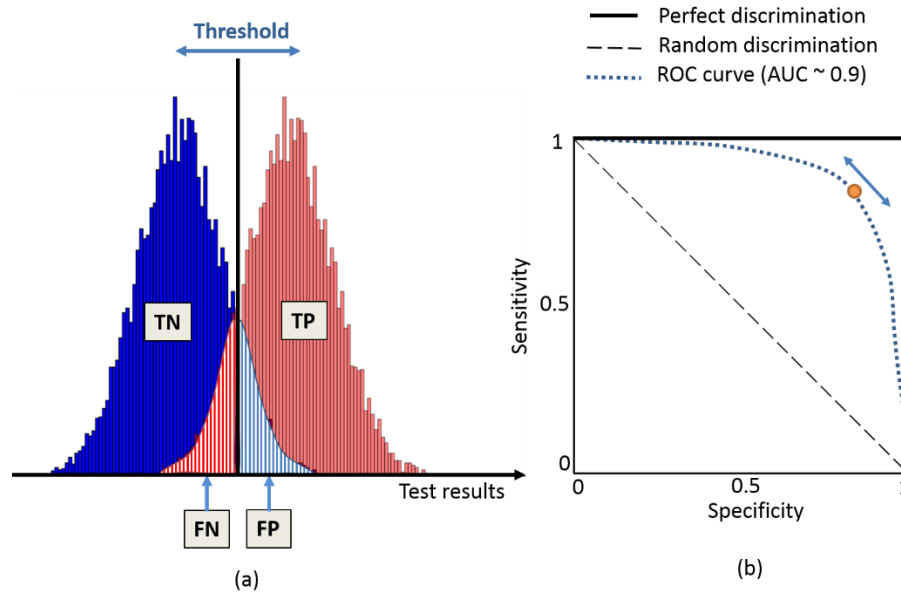 Threshold
TN
TP
Test results
FN
FP
(a)
Perfect discrimination
Random discrimination
ROC curve (AUC ~ 0.9)
1
0.5
0
Sensitivity
0
0.5
1
Specificity
(b)